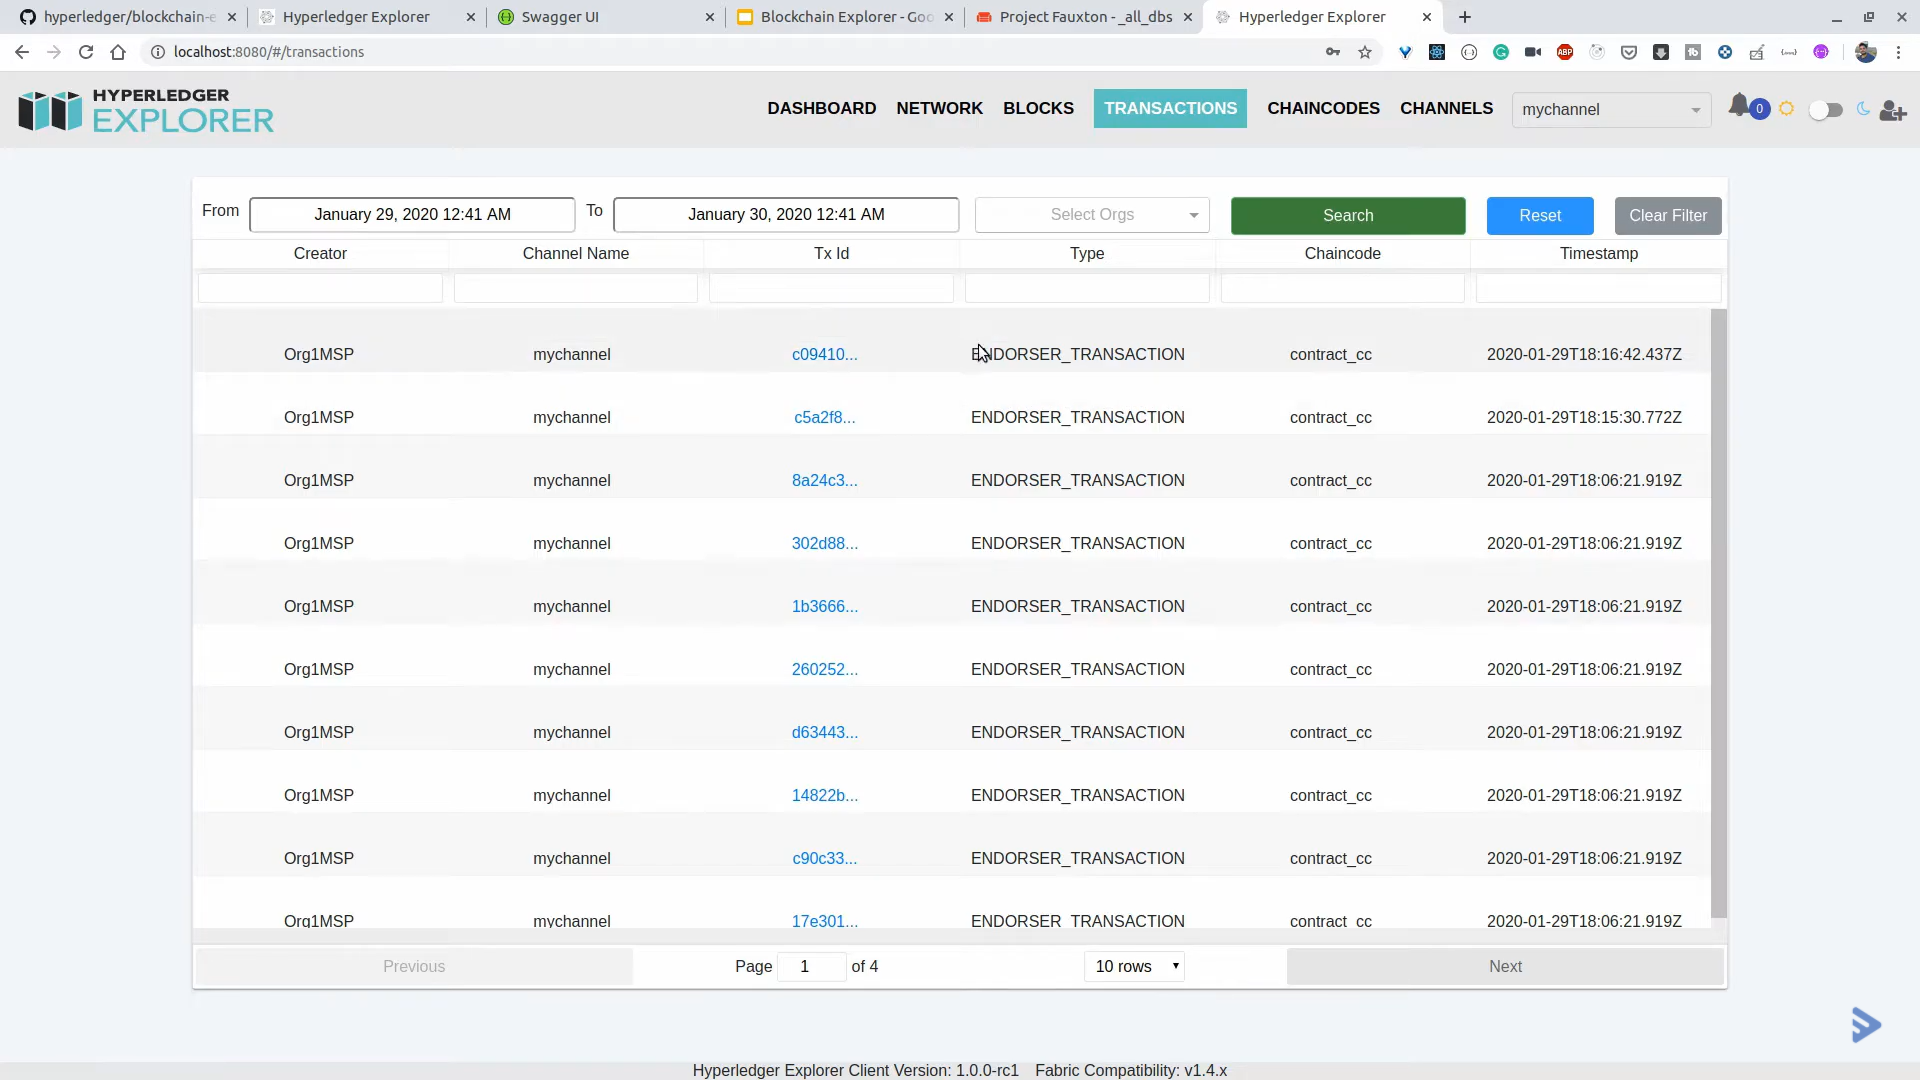 hyperledger/blockchain-e
Hyperledger Explorer
Swagger UI
Blockchain Explorer - Goo
Project Fauxton - _all_dbs
Hyperledger Explorer
localhost:8080/#/transactions
HYPERLEDGER
EXPLORER
DASHBOARD NETWORK BLOCKS TRANSACTIONS CHAINCODES CHANNELS mychannel 0
From January 29, 2020 12:41 AM To January 30, 2020 12:41 AM Select Orgs Search Reset Clear Filter
Creator Channel Name Tx Id Type Chaincode Timestamp
Org1MSP mychannel c09410... ENDORSER_TRANSACTION contract_cc 2020-01-29T18:16:42.437Z
Org1MSP mychannel c5a2f8... ENDORSER_TRANSACTION contract_cc 2020-01-29T18:15:30.772Z
Org1MSP mychannel 8a24c3... ENDORSER_TRANSACTION contract_cc 2020-01-29T18:06:21.919Z
Org1MSP mychannel 302d88... ENDORSER_TRANSACTION contract_cc 2020-01-29T18:06:21.919Z
Org1MSP mychannel 1b3666... ENDORSER_TRANSACTION contract_cc 2020-01-29T18:06:21.919Z
Org1MSP mychannel 260252... ENDORSER_TRANSACTION contract_cc 2020-01-29T18:06:21.919Z
Org1MSP mychannel d63443... ENDORSER_TRANSACTION contract_cc 2020-01-29T18:06:21.919Z
Org1MSP mychannel 14822b... ENDORSER_TRANSACTION contract_cc 2020-01-29T18:06:21.919Z
Org1MSP mychannel c90c33... ENDORSER_TRANSACTION contract_cc 2020-01-29T18:06:21.919Z
Org1MSP mychannel 17e301... ENDORSER_TRANSACTION contract_cc 2020-01-29T18:06:21.919Z
Previous Page 1 of 4 10 rows Next
Hyperledger Explorer Client Version: 1.0.0-rc1 Fabric Compatibility: v1.4.x